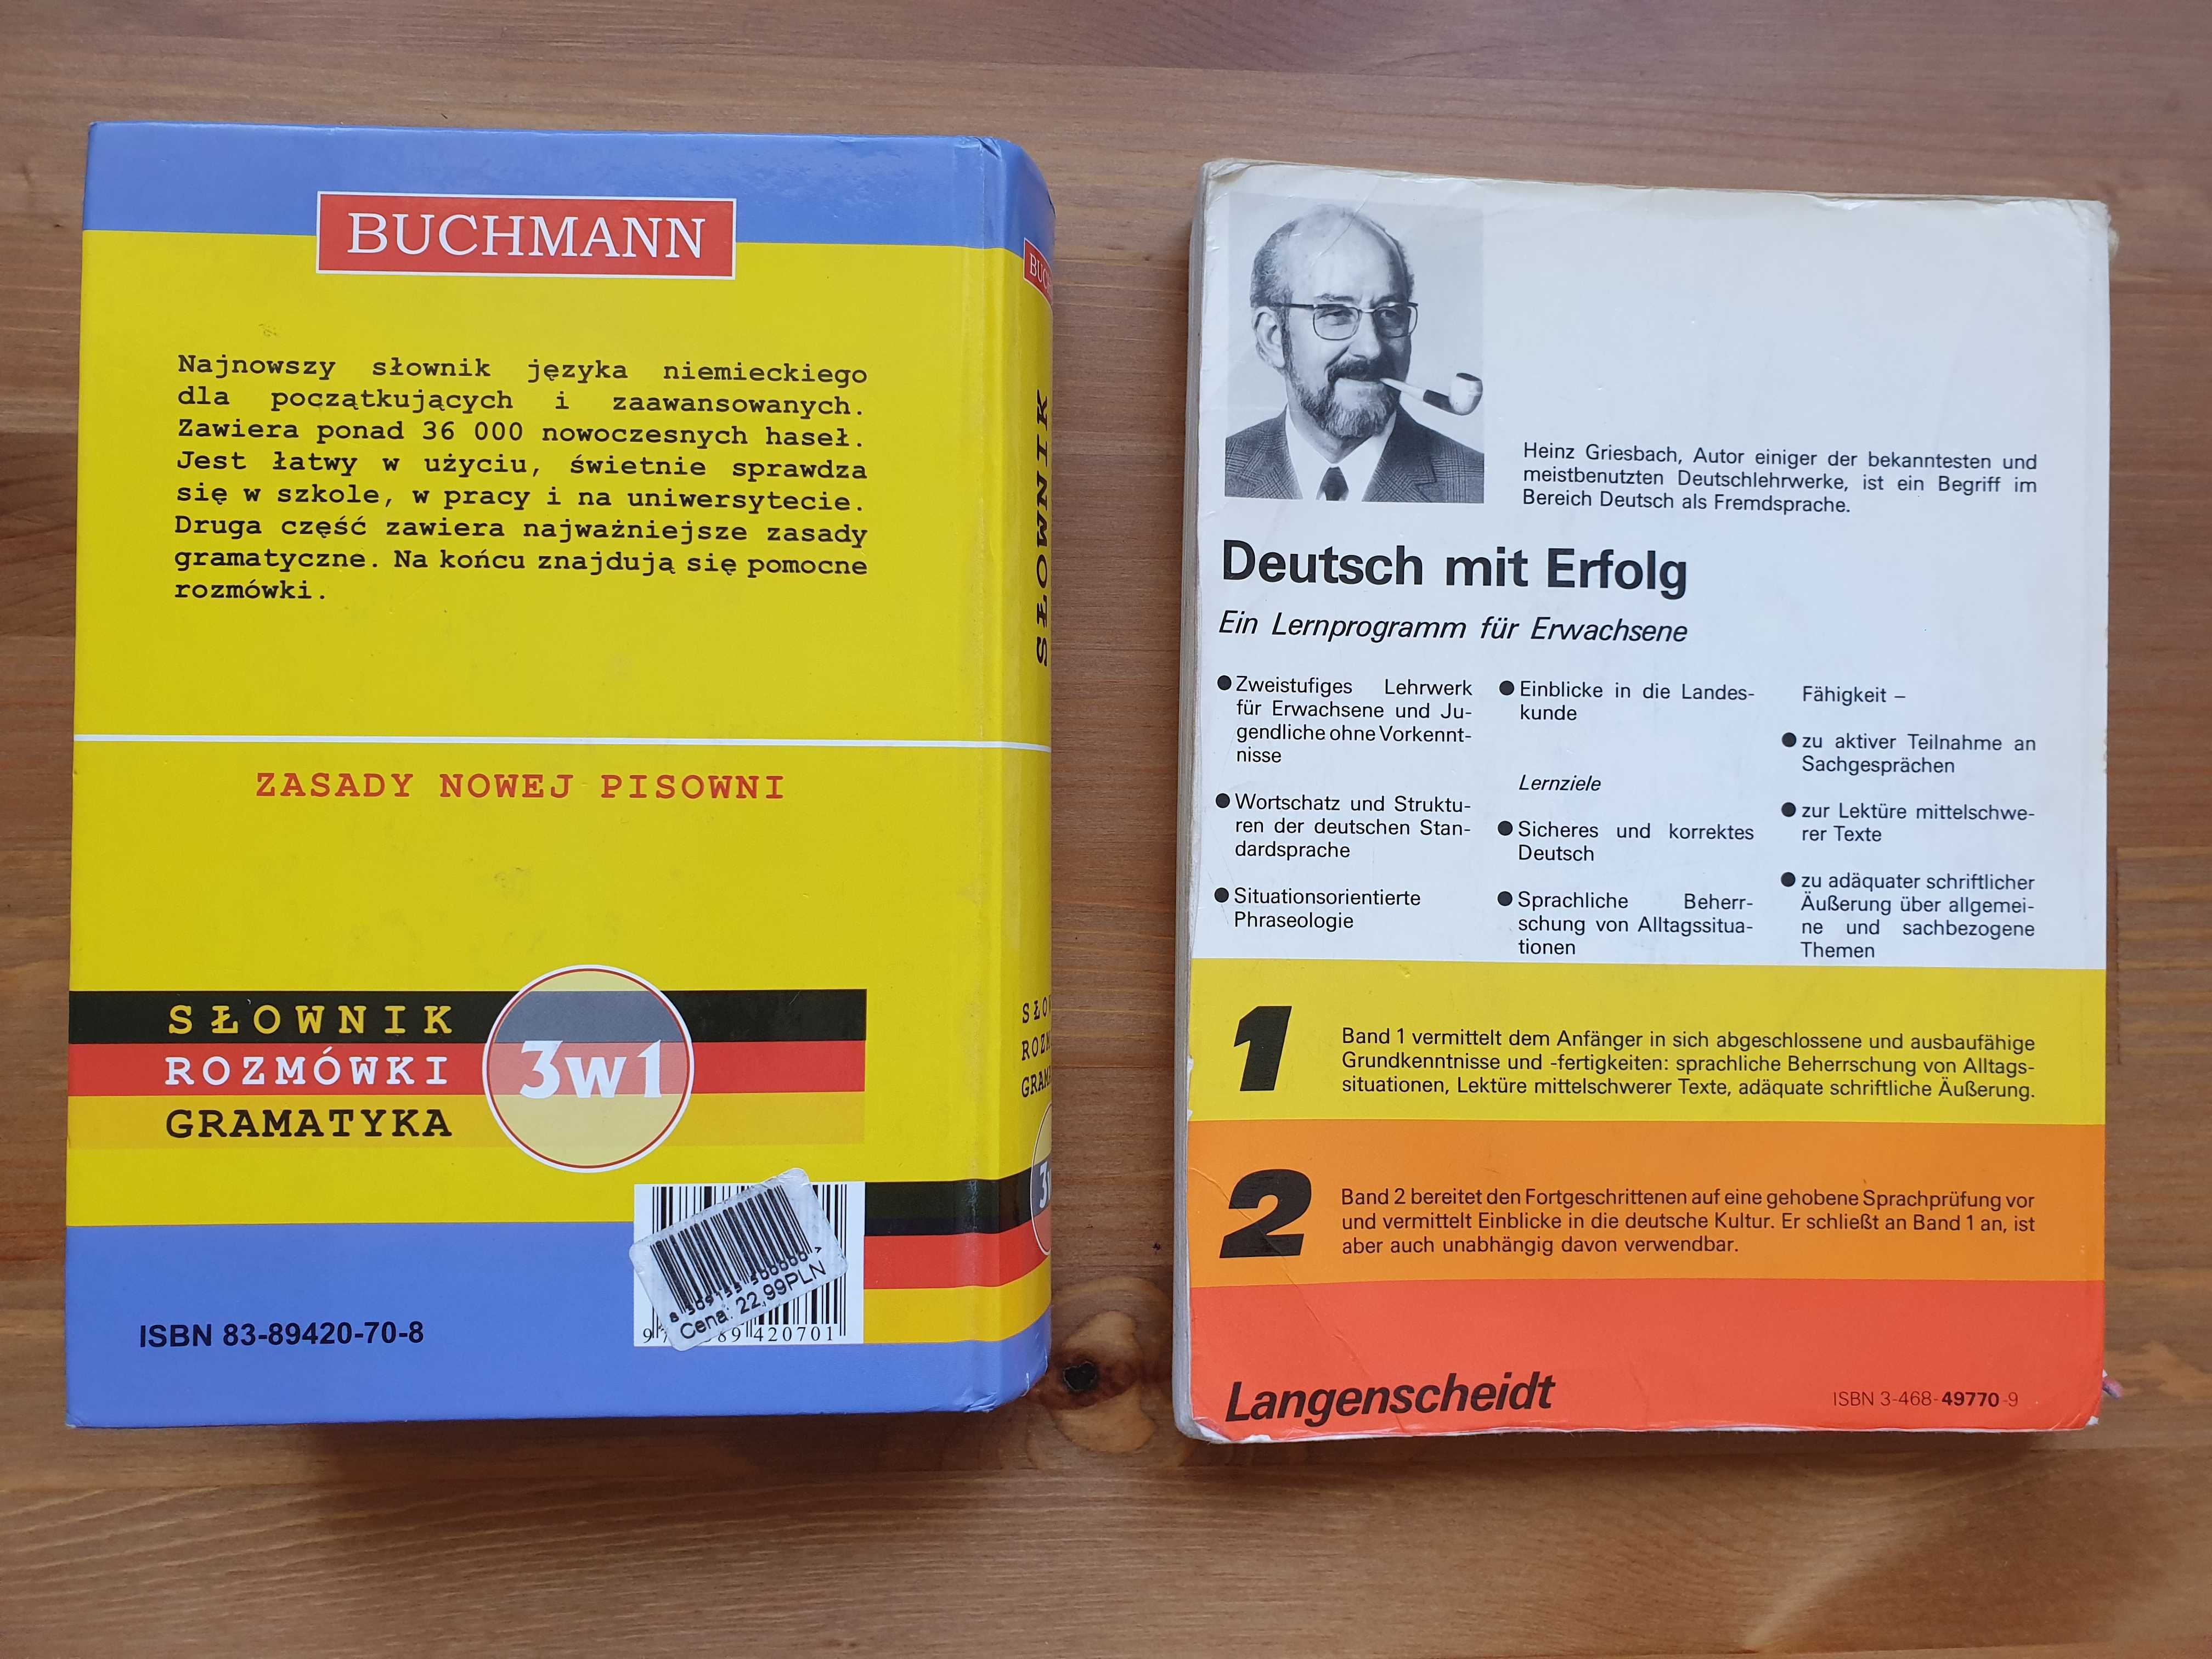 BUCHMANN
Najnowszy słownik języka niemieckiego
dla początkujących i zaawansowanych.
Zawiera ponad 36 000 nowoczesnych haseł.
Jest łatwy w użyciu, świetnie sprawdza
się w szkole, w pracy i na uniwersytecie.
Druga część zawiera najważniejsze zasady
gramatyczne. Na końcu znajdują się pomocne
rozmówki.
ZASADY NOWEJ PISOWNI
SŁOWNIK
ROZMÓWKI
GRAMATYKA
3w1
Cena: 22,99PLN
ISBN 83-89420-70-8
SŁOWNIK
Heinz Griesbach, Autor einiger der bekanntesten und
meistbenutzten Deutschlehrwerke, ist ein Begriff im
Bereich Deutsch als Fremdsprache.
Deutsch mit Erfolg
Ein Lernprogramm für Erwachsene
● Zweistufiges Lehrwerk
für Erwachsene und Ju-
gendliche ohne Vorkennt-
nisse
● Wortschatz und Struktu-
ren der deutschen Stan-
dardsprache
● Situationsorientierte
Phraseologie
● Einblicke in die Landes-
kunde
Lernziele
● Sicheres und korrektes
Deutsch
● Sprachliche Beherr-
schung von Alltagssitua-
tionen
Fähigkeit –
● zu aktiver Teilnahme an
Sachgesprächen
● zur Lektüre mittelschwe-
rer Texte
● zu adäquater schriftlicher
Äußerung über allgemei-
ne und sachbezogene
Themen
1
Band 1 vermittelt dem Anfänger in sich abgeschlossene und ausbaufähige
Grundkenntnisse und -fertigkeiten: sprachliche Beherrschung von Alltags-
situationen, Lektüre mittelschwerer Texte, adäquate schriftliche Äußerung.
2
Band 2 bereitet den Fortgeschrittenen auf eine gehobene Sprachprüfung vor
und vermittelt Einblicke in die deutsche Kultur. Er schließt an Band 1 an, ist
aber auch unabhängig davon verwendbar.
Langenscheidt
ISBN 3-468-49770-9